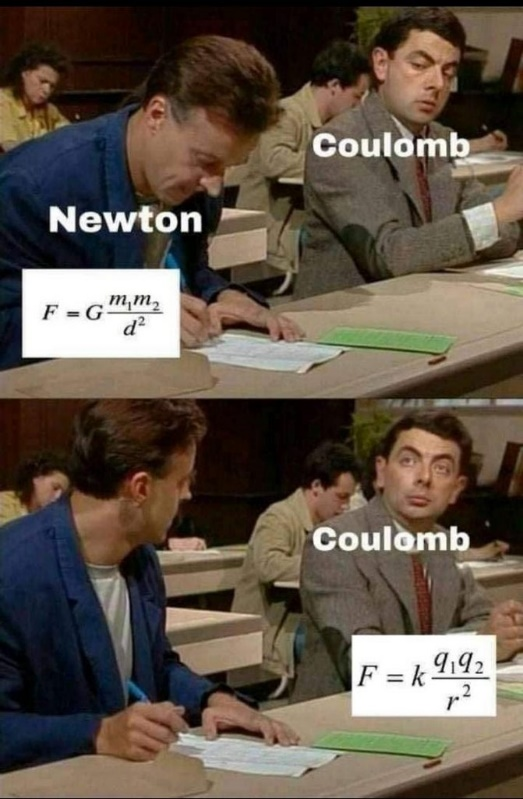 Coulomb
Newton
F = G m₁m₂ / d²
Coulomb
F = k q₁q₂ / r²